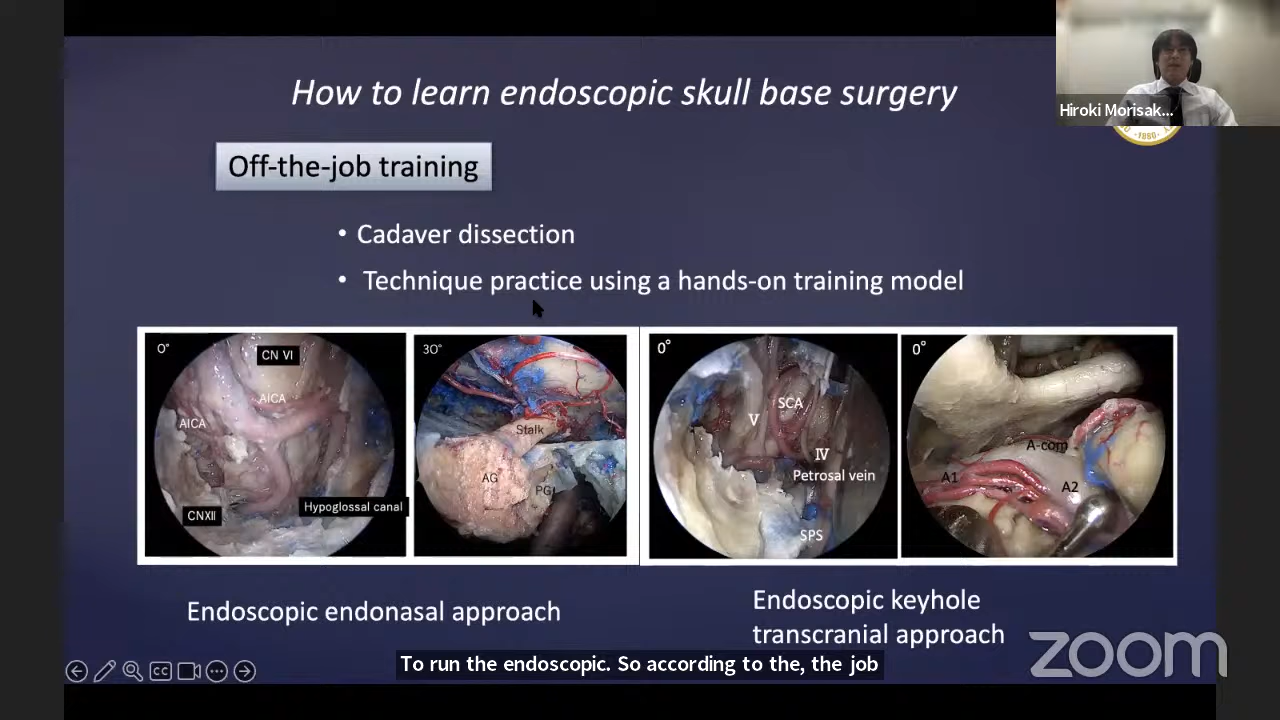 How to learn endoscopic skull base surgery
Hiroki Morisak...
· 1860 ·
Off-the-job training
• Cadaver dissection
• Technique practice using a hands-on training model
0°
CN VI
AICA
AICA
CNXII
Hypoglossal canal
30°
Stalk
AG
PG
0°
SCA
V
IV
Petrosal vein
SPS
0°
A-com
A1
A2
Endoscopic endonasal approach
Endoscopic keyhole
transcranial approach
To run the endoscopic. So according to the, the job
CC
zoom